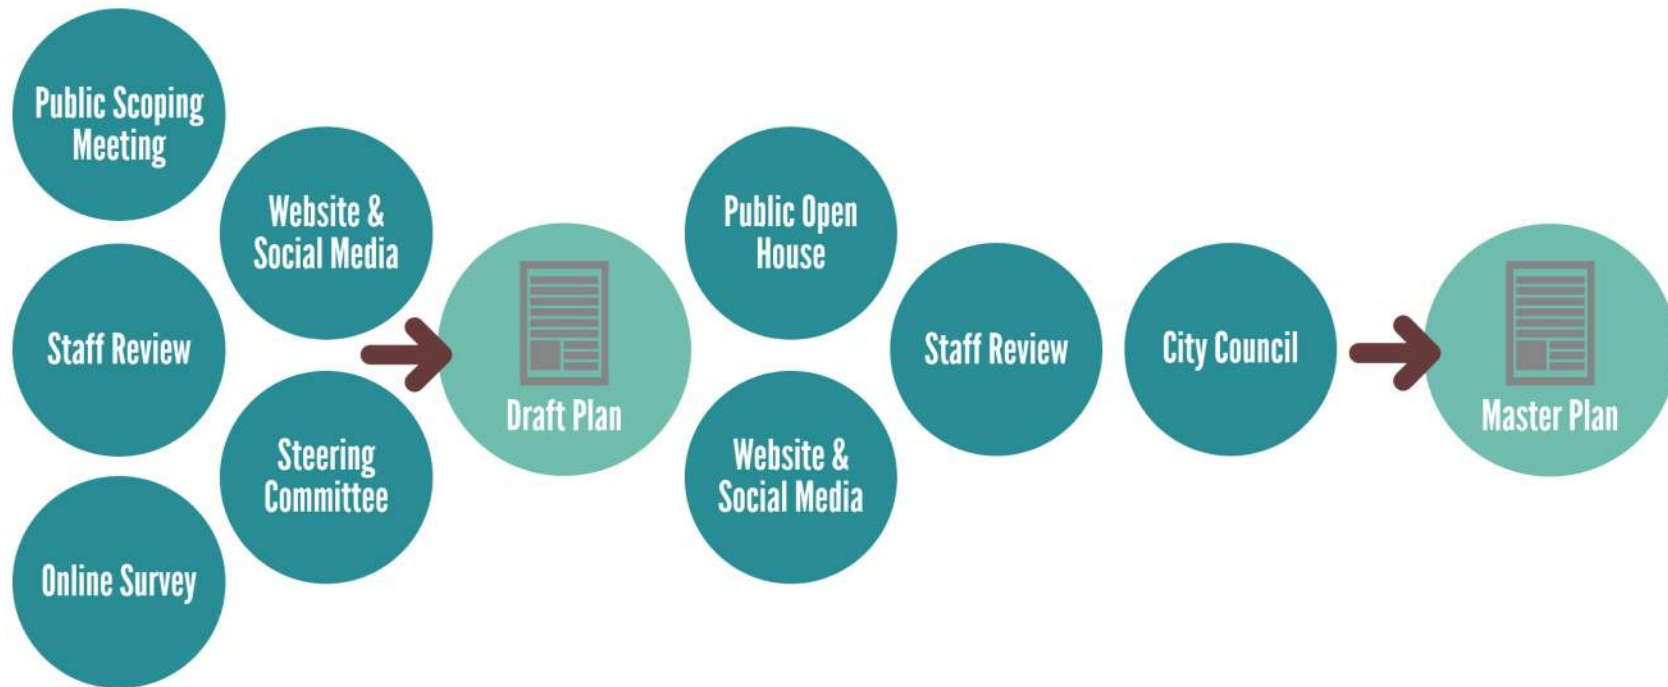 Public Scoping
Meeting
Staff Review
Online Survey
Website &
Social Media
Steering
Committee
Draft Plan
Public Open
House
Website &
Social Media
Staff Review
City Council
Master Plan